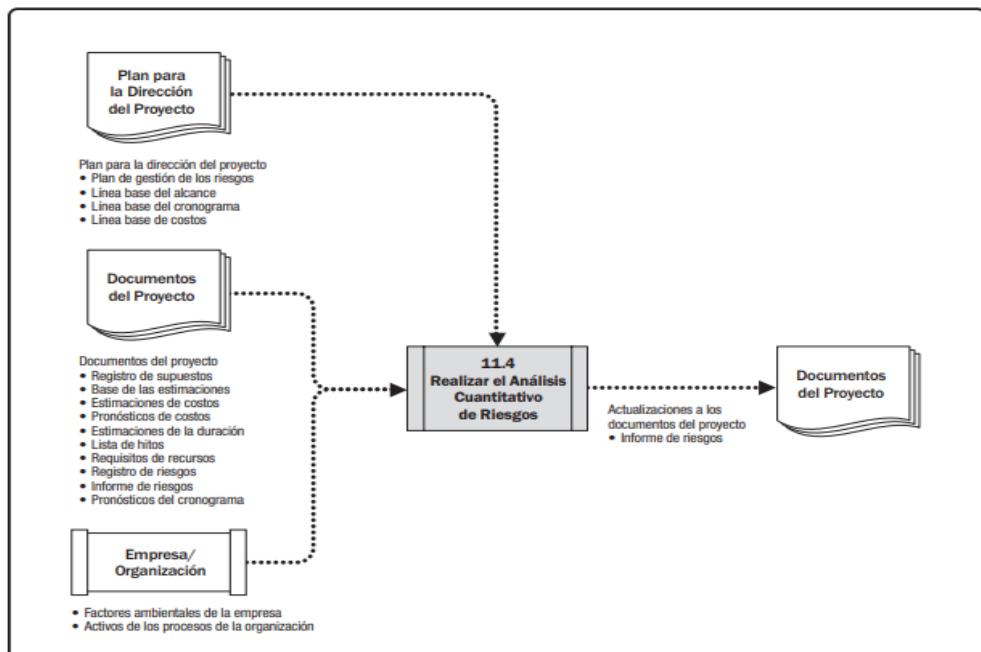 Plan para
la Dirección
del Proyecto
Plan para la dirección del proyecto
• Plan de gestión de los riesgos
• Línea base del alcance
• Línea base del cronograma
• Línea base de costos
Documentos
del Proyecto
Documentos del proyecto
• Registro de supuestos
• Base de las estimaciones
• Estimaciones de costos
• Pronósticos de costos
• Estimaciones de la duración
• Lista de hitos
• Requisitos de recursos
• Registro de riesgos
• Informe de riesgos
• Pronósticos del cronograma
Empresa/
Organización
• Factores ambientales de la empresa
• Activos de los procesos de la organización
11.4
Realizar el Análisis
Cuantitativo
de Riesgos
Actualizaciones a los
documentos del proyecto
• Informe de riesgos
Documentos
del Proyecto